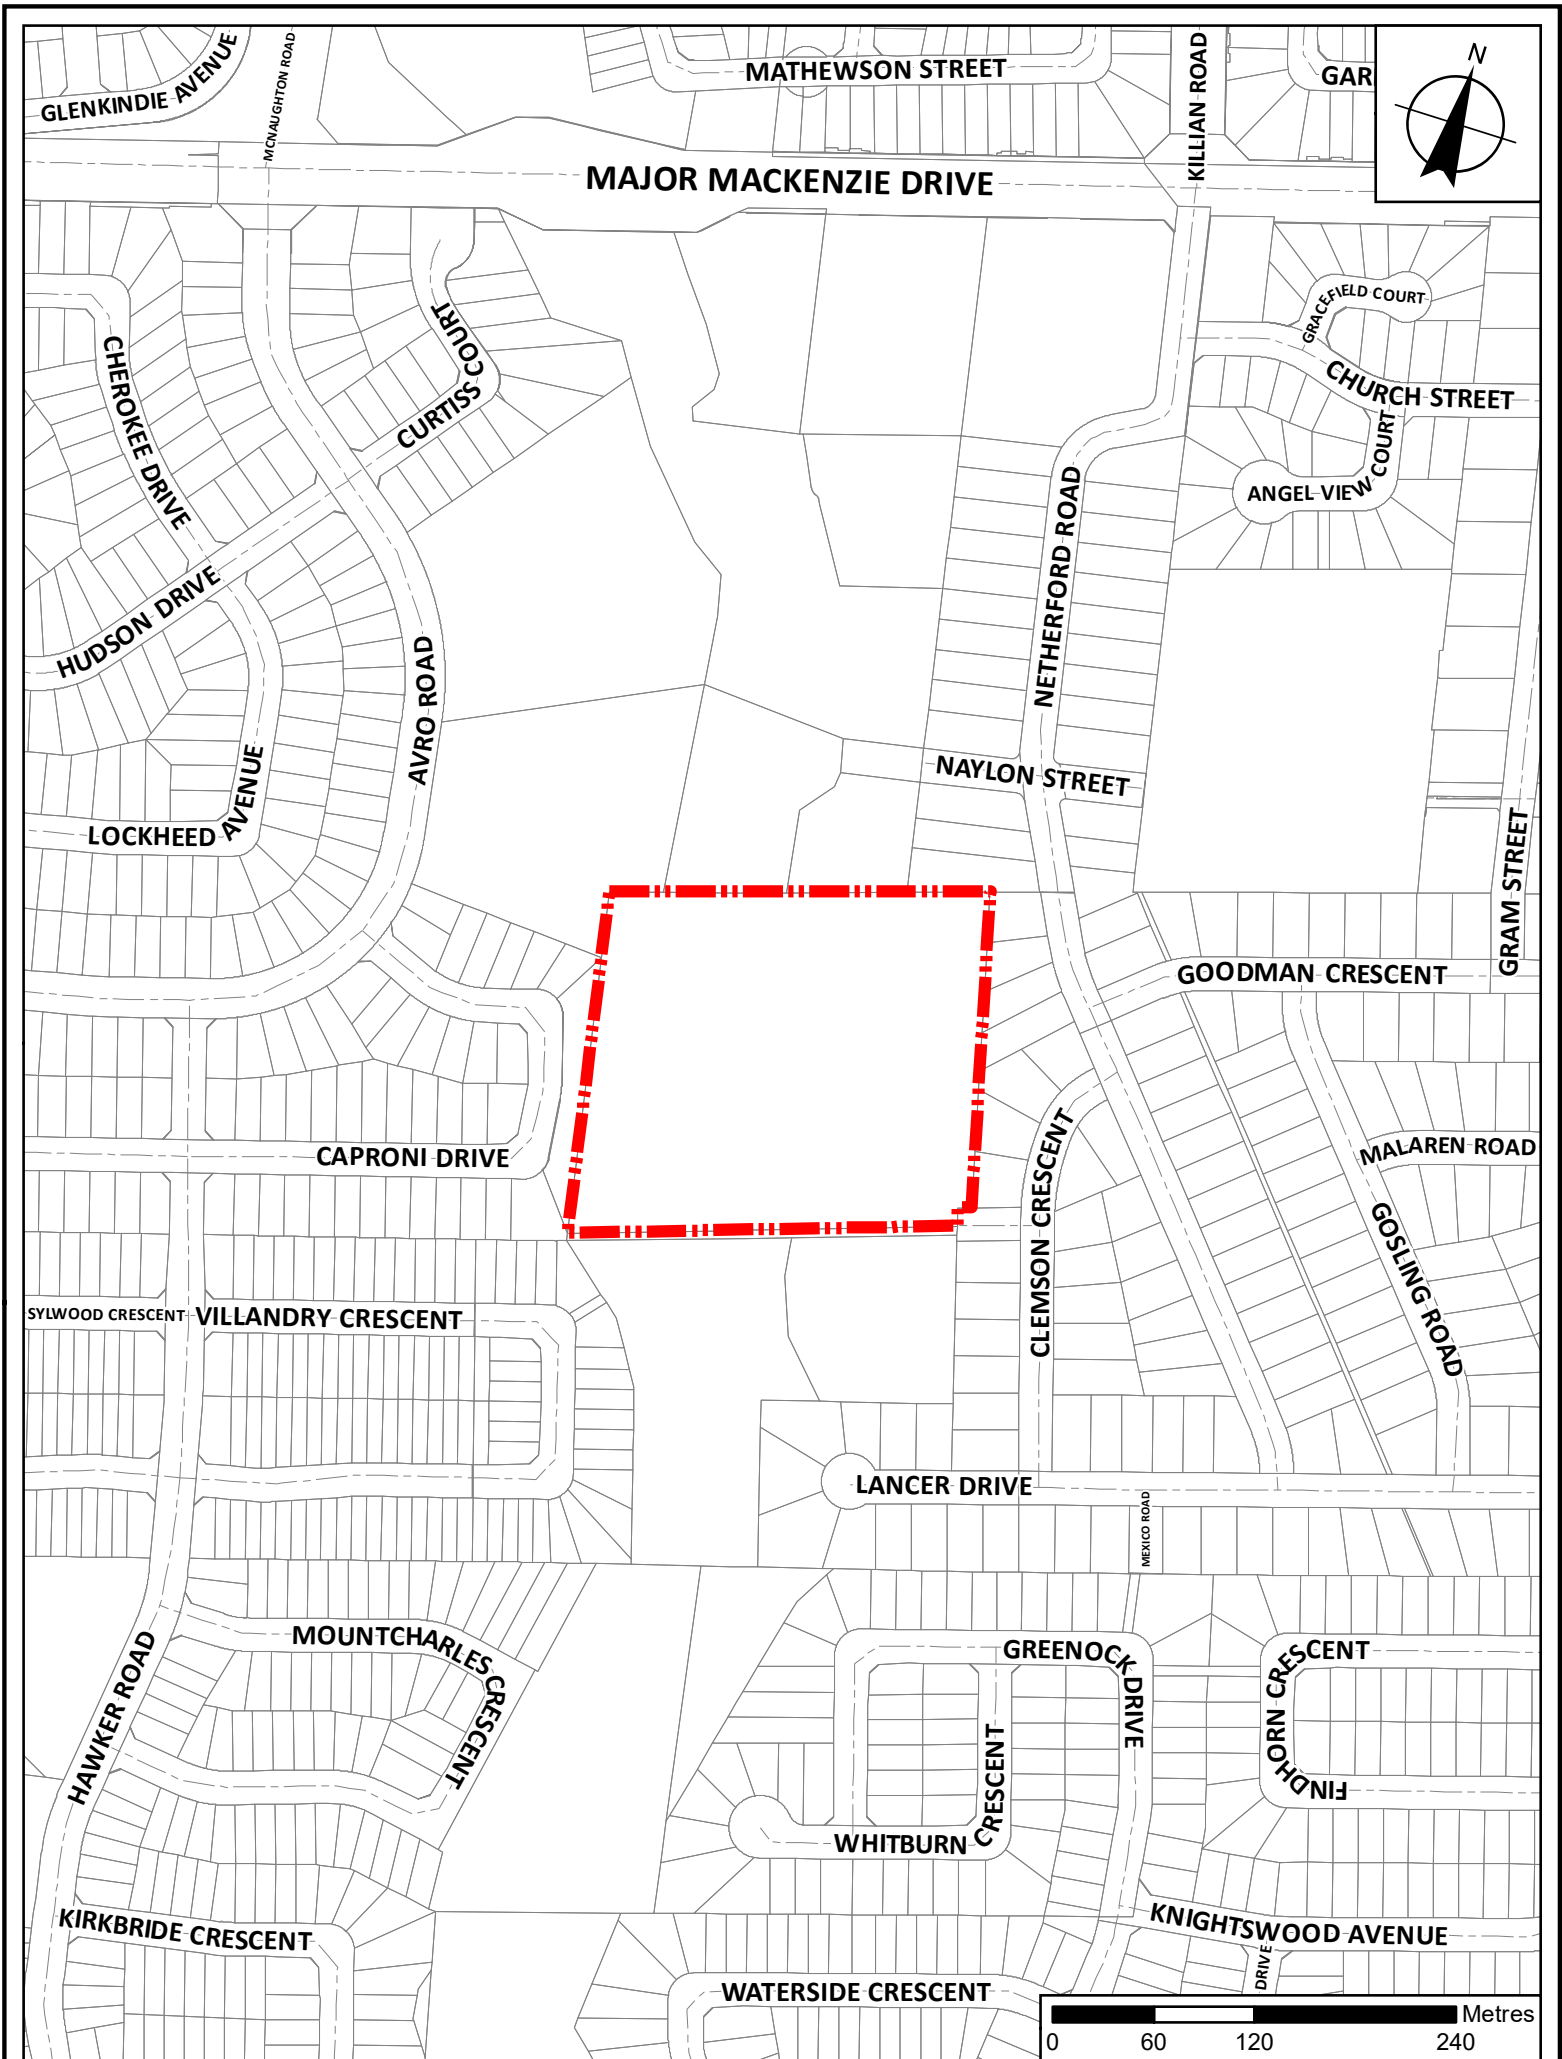 GLENKINDIE AVENUE
MCNAUGHTON ROAD
MATHEWSON STREET
KILLIAN ROAD
GAR
N
MAJOR MACKENZIE DRIVE
CURTISS COURT
CHEROKEE DRIVE
GRACEFIELD COURT
CHURCH STREET
ANGEL VIEW COURT
NETHERFORD ROAD
HUDSON DRIVE
AVRO ROAD
NAYLON STREET
LOCKHEED AVENUE
GRAM STREET
GOODMAN CRESCENT
CAPRONI DRIVE
CLEMSON CRESCENT
MALAREN ROAD
GOSLING ROAD
SYLWOOD CRESCENT
VILLANDRY CRESCENT
LANCER DRIVE
MEXICO ROAD
MOUNTCHARLES CRESCENT
HAWKER ROAD
GREENOCK DRIVE
FINDHORN CRESCENT
WHITBURN CRESCENT
KIRKBRIDE CRESCENT
KNIGHTSWOOD AVENUE
DRIVE
WATERSIDE CRESCENT
Metres
0 60 120 240